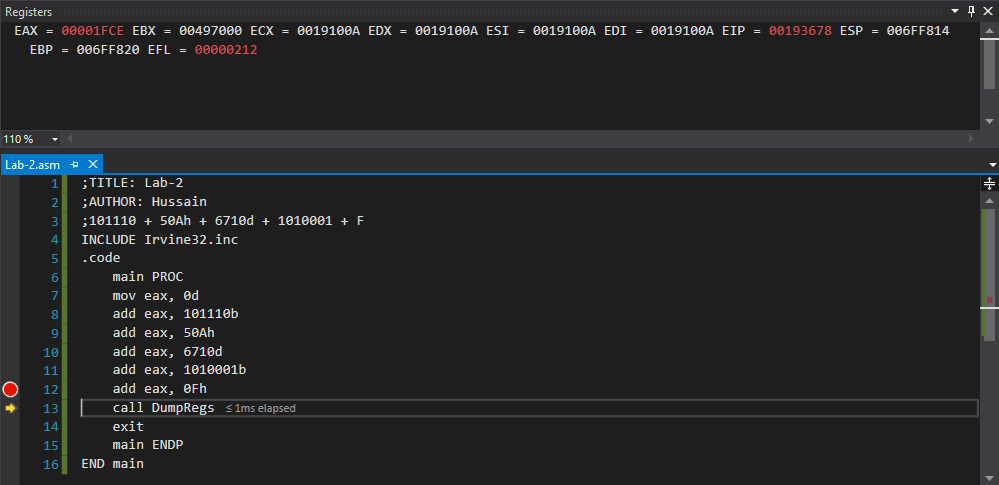 Registers
EAX = 00001FCE EBX = 00497000 ECX = 0019100A EDX = 0019100A ESI = 0019100A EDI = 0019100A EIP = 00193678 ESP = 006FF814
EBP = 006FF820 EFL = 00000212
110 %
Lab-2.asm
1 ;TITLE: Lab-2
2 ;AUTHOR: Hussain
3 ;101110 + 50Ah + 6710d + 1010001 + F
4 INCLUDE Irvine32.inc
5 .code
6 main PROC
7 mov eax, 0d
8 add eax, 101110b
9 add eax, 50Ah
10 add eax, 6710d
11 add eax, 1010001b
12 add eax, 0Fh
13 call DumpRegs ≤ 1ms elapsed
14 exit
15 main ENDP
16 END main